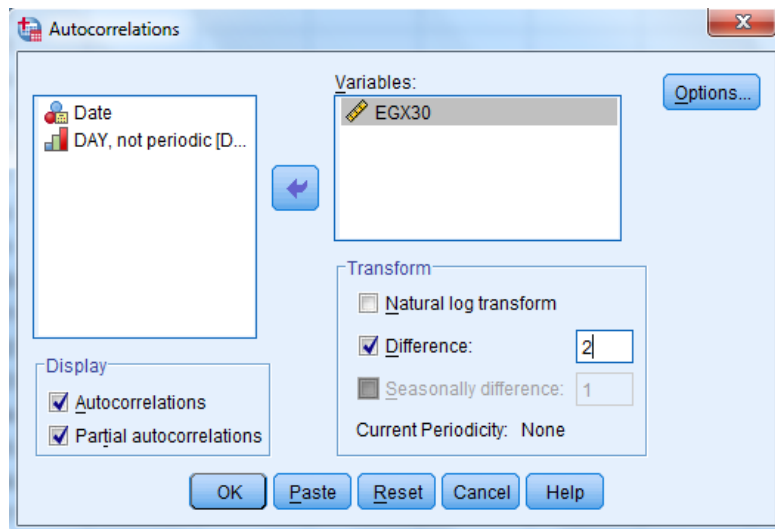 Autocorrelations
Variables:
Date
DAY, not periodic [D...
EGX30
Options...
Transform
Natural log transform
Difference: 2
Seasonally difference: 1
Current Periodicity: None
Display
Autocorrelations
Partial autocorrelations
OK Paste Reset Cancel Help